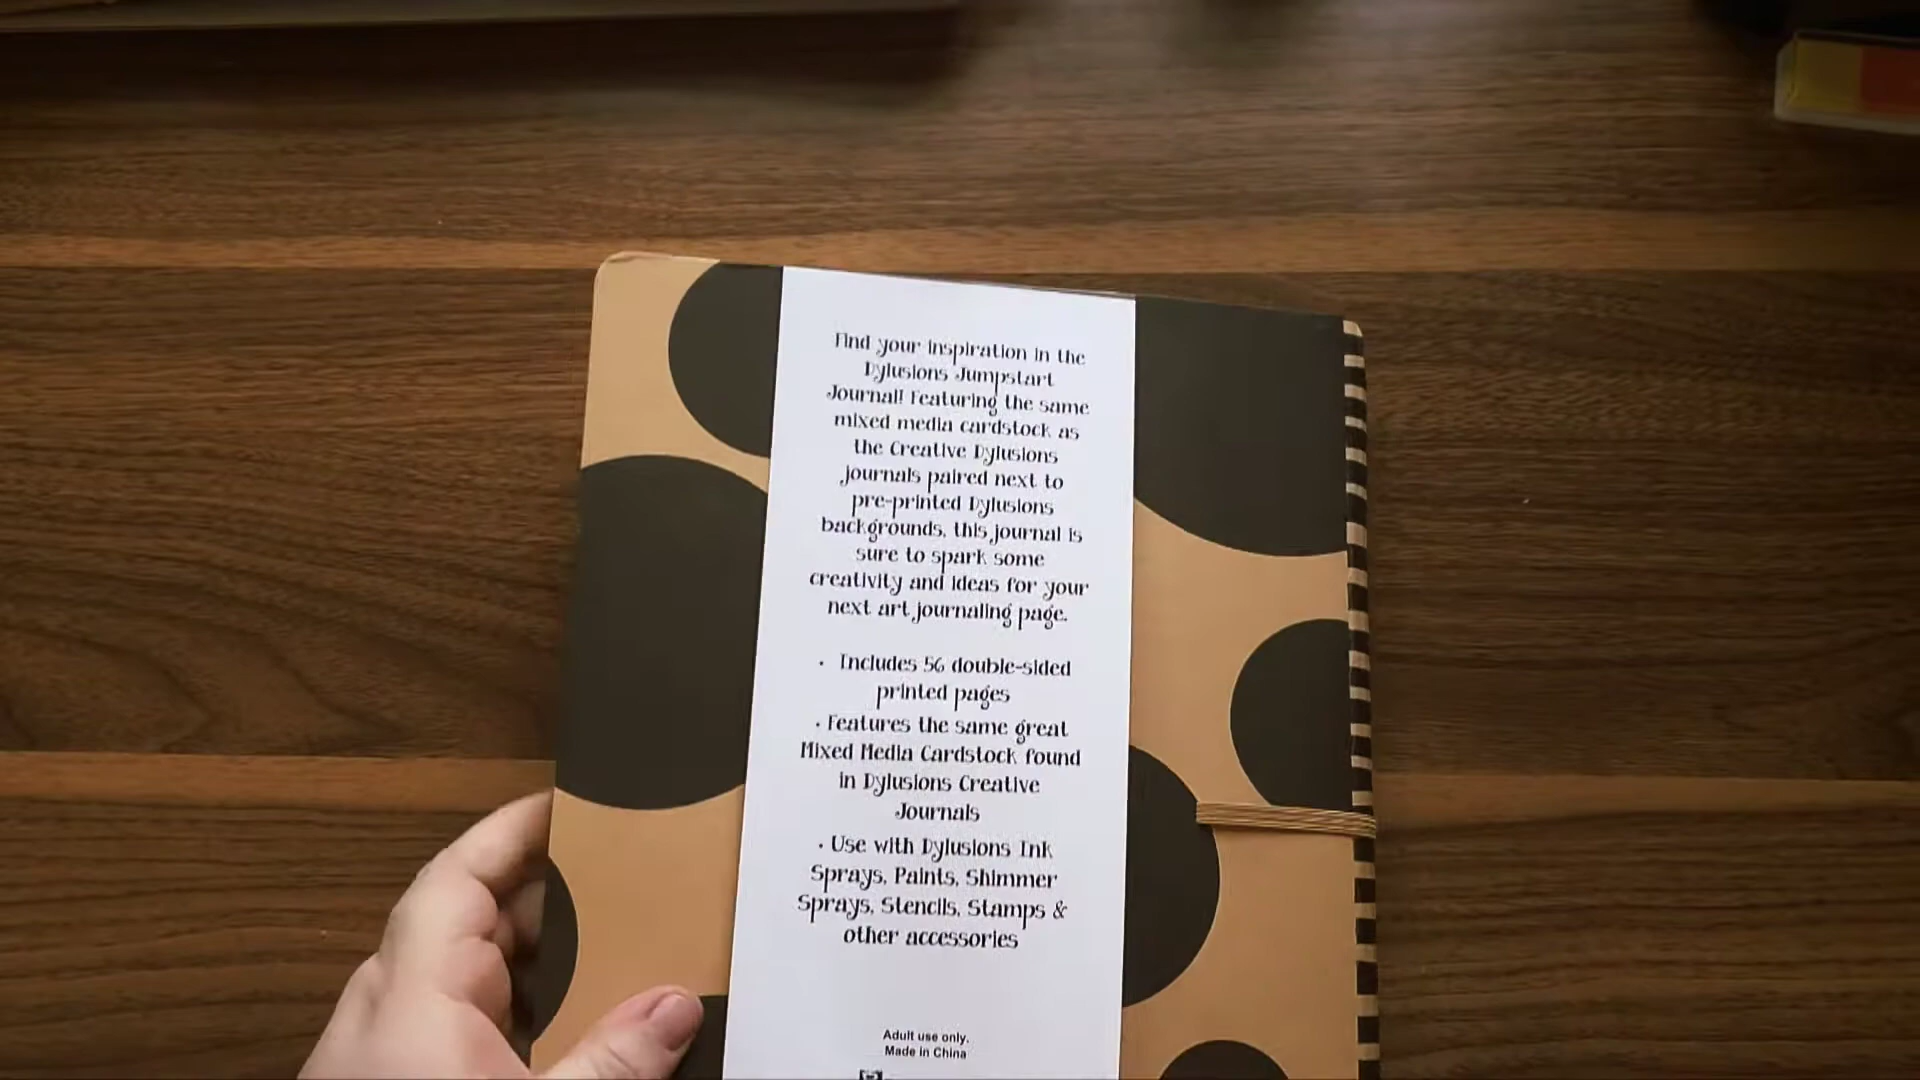 Find your inspiration in the
Dylusions Jumpstart
Journal! Featuring the same
mixed media cardstock as
the Creative Dylusions
journals paired next to
pre-printed Dylusions
backgrounds, this journal is
sure to spark some
creativity and ideas for your
next art journaling page.
· Includes 56 double-sided
printed pages
· Features the same great
Mixed Media Cardstock found
in Dylusions Creative
Journals
· Use with Dylusions Ink
Sprays, Paints, Shimmer
Sprays, Stencils, Stamps &
other accessories
Adult use only.
Made in China